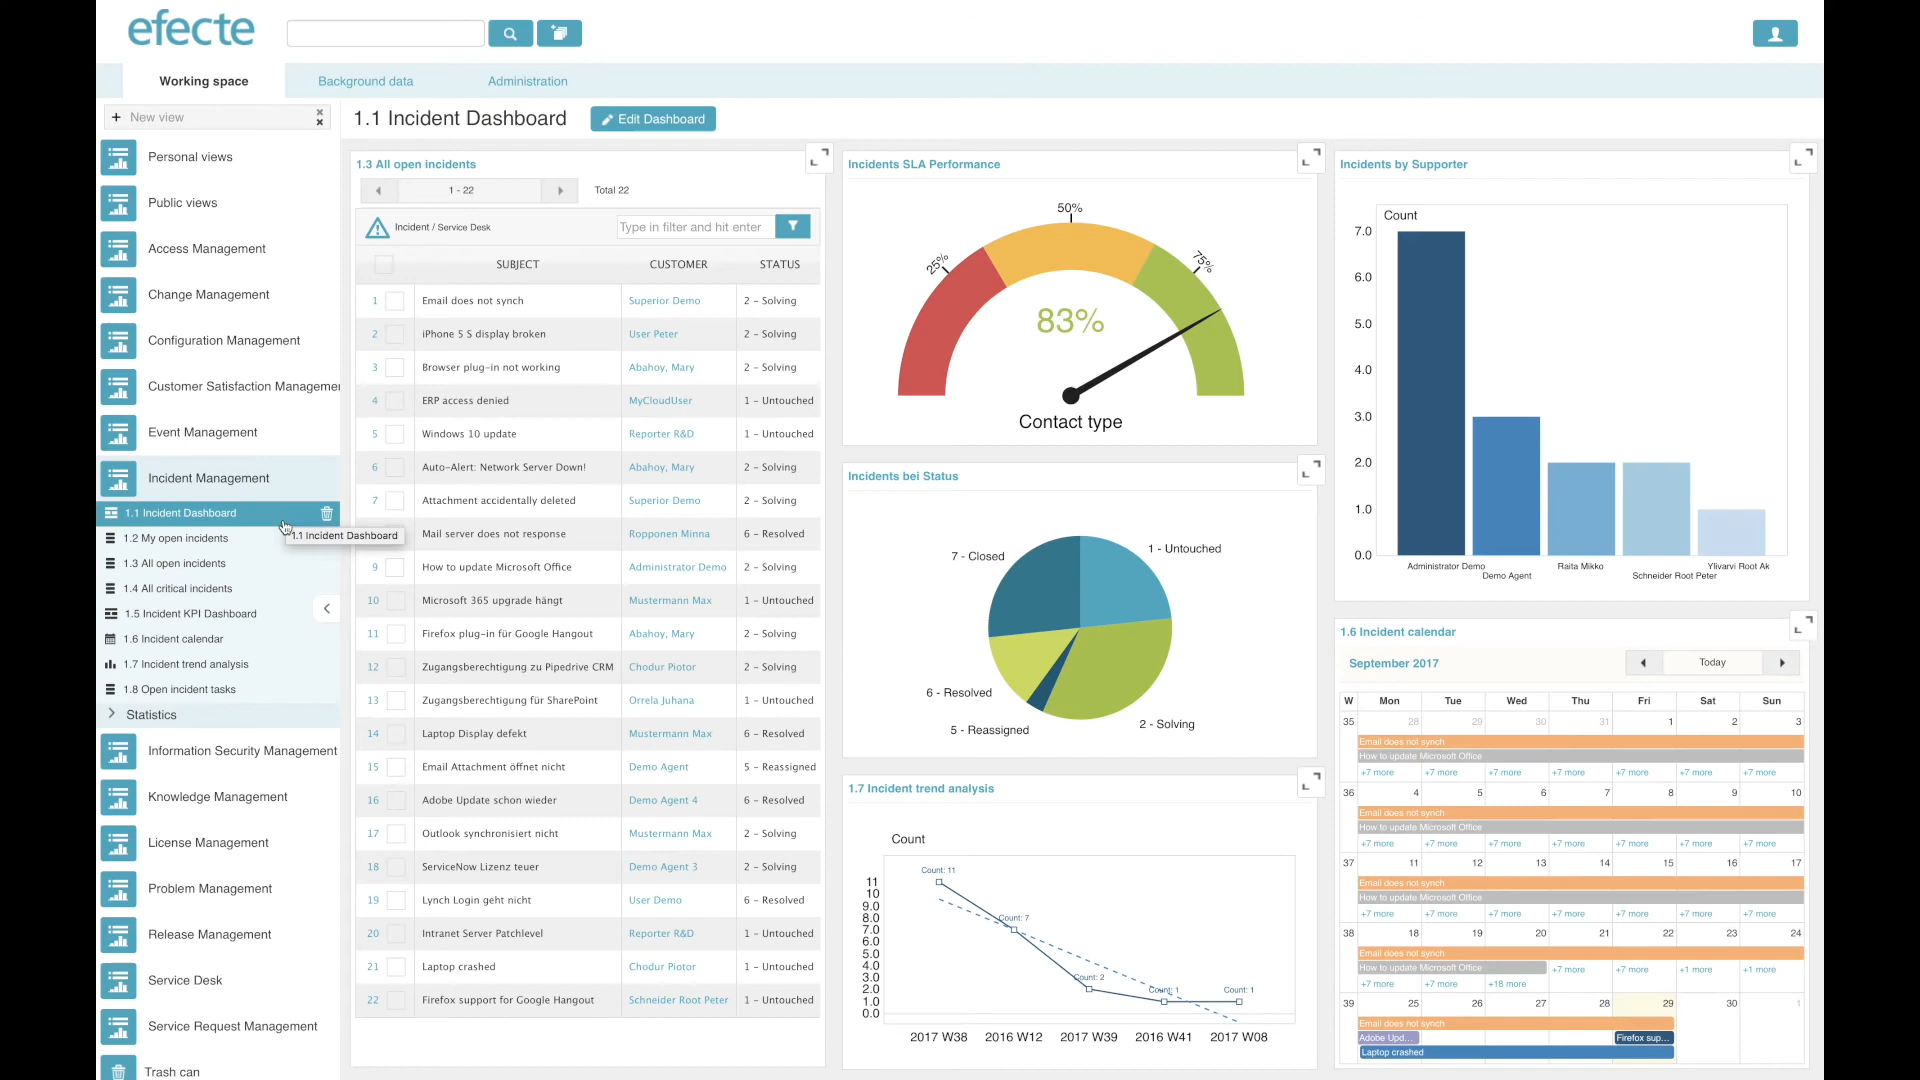 efecte
Working space
Background data
Administration
+ New view
Personal views
Public views
Access Management
Change Management
Configuration Management
Customer Satisfaction Managemen
Event Management
Incident Management
1.1 Incident Dashboard
1.1 Incident Dashboard
1.2 My open incidents
1.3 All open incidents
1.4 All critical incidents
1.5 Incident KPI Dashboard
1.6 Incident calendar
1.7 Incident trend analysis
1.8 Open incident tasks
Statistics
Information Security Management
Knowledge Management
License Management
Problem Management
Release Management
Service Desk
Service Request Management
Trash can
1.1 Incident Dashboard
Edit Dashboard
1.3 All open incidents
1 - 22
Total 22
Incident / Service Desk
Type in filter and hit enter
SUBJECT CUSTOMER STATUS
1 Email does not synch Superior Demo 2 - Solving
2 iPhone 5 S display broken User Peter 2 - Solving
3 Browser plug-in not working Abahoy, Mary 2 - Solving
4 ERP access denied MyCloudUser 1 - Untouched
5 Windows 10 update Reporter R&D 1 - Untouched
6 Auto-Alert: Network Server Down! Abahoy, Mary 2 - Solving
7 Attachment accidentally deleted Superior Demo 2 - Solving
Mail server does not response Ropponen Minna 6 - Resolved
9 How to update Microsoft Office Administrator Demo 2 - Solving
10 Microsoft 365 upgrade hängt Mustermann Max 1 - Untouched
11 Firefox plug-in für Google Hangout Abahoy, Mary 2 - Solving
12 Zugangsberechtigung zu Pipedrive CRM Chodur Piotor 2 - Solving
13 Zugangsberechtigung für SharePoint Orrela Juhana 1 - Untouched
14 Laptop Display defekt Mustermann Max 6 - Resolved
15 Email Attachment öffnet nicht Demo Agent 5 - Reassigned
16 Adobe Update schon wieder Demo Agent 4 6 - Resolved
17 Outlook synchronisiert nicht Mustermann Max 2 - Solving
18 ServiceNow Lizenz teuer Demo Agent 3 2 - Solving
19 Lynch Login geht nicht User Demo 6 - Resolved
20 Intranet Server Patchlevel Reporter R&D 1 - Untouched
21 Laptop crashed Chodur Piotor 1 - Untouched
22 Firefox support for Google Hangout Schneider Root Peter 1 - Untouched
Incidents SLA Performance
50%
25%
75%
83%
Contact type
Incidents bei Status
7 - Closed
1 - Untouched
6 - Resolved
5 - Reassigned
2 - Solving
1.7 Incident trend analysis
Count
Count: 11
Count: 7
Count: 2
Count: 1
Count: 1
11
10
9.0
8.0
7.0
6.0
5.0
4.0
3.0
2.0
1.0
0.0
2017 W38 2016 W12 2017 W39 2016 W41 2017 W08
Incidents by Supporter
Count
7.0
6.0
5.0
4.0
3.0
2.0
1.0
0.0
Administrator Demo
Demo Agent
Raita Mikko
Schneider Root Peter
Ylivarvi Root Ak
1.6 Incident calendar
September 2017
Today
W Mon Tue Wed Thu Fri Sat Sun
35 28 29 30 31 1 2 3
Email does not synch
How to update Microsoft Office
+7 more +7 more +7 more +7 more +7 more +7 more +7 more
36 4 5 6 7 8 9 10
Email does not synch
How to update Microsoft Office
+7 more +7 more +7 more +7 more +7 more +7 more +7 more
37 11 12 13 14 15 16 17
Email does not synch
How to update Microsoft Office
+7 more +7 more +7 more +7 more +7 more +7 more +7 more
38 18 19 20 21 22 23 24
Email does not synch
How to update Microsoft Office +7 more +7 more +1 more +1 more
+7 more +7 more +18 more
39 25 26 27 28 29 30 1
Email does not synch
Adobe Upd... Firefox sup...
Laptop crashed